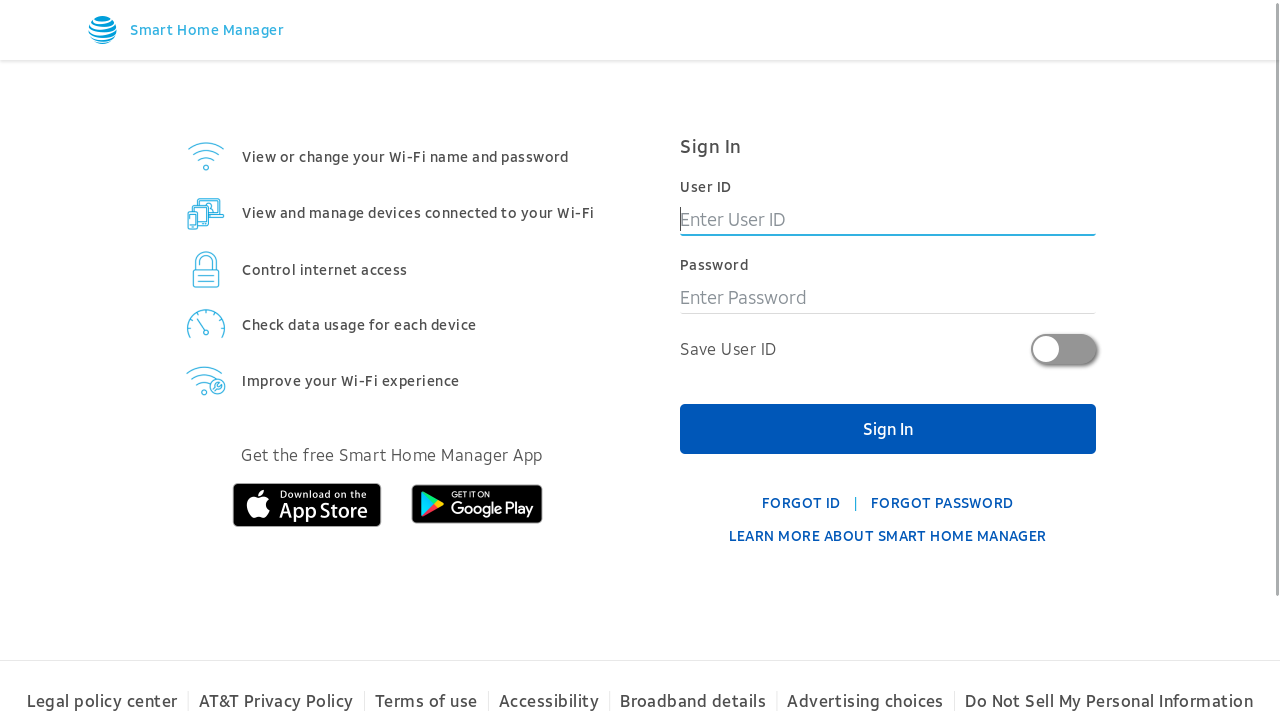 Smart Home Manager
View or change your Wi-Fi name and password
View and manage devices connected to your Wi-Fi
Control internet access
Check data usage for each device
Improve your Wi-Fi experience
Get the free Smart Home Manager App
Download on the
App Store
GET IT ON
Google Play
Sign In
User ID
Enter User ID
Password
Enter Password
Save User ID
Sign In
FORGOT ID | FORGOT PASSWORD
LEARN MORE ABOUT SMART HOME MANAGER
Legal policy center | AT&T Privacy Policy | Terms of use | Accessibility | Broadband details | Advertising choices | Do Not Sell My Personal Information